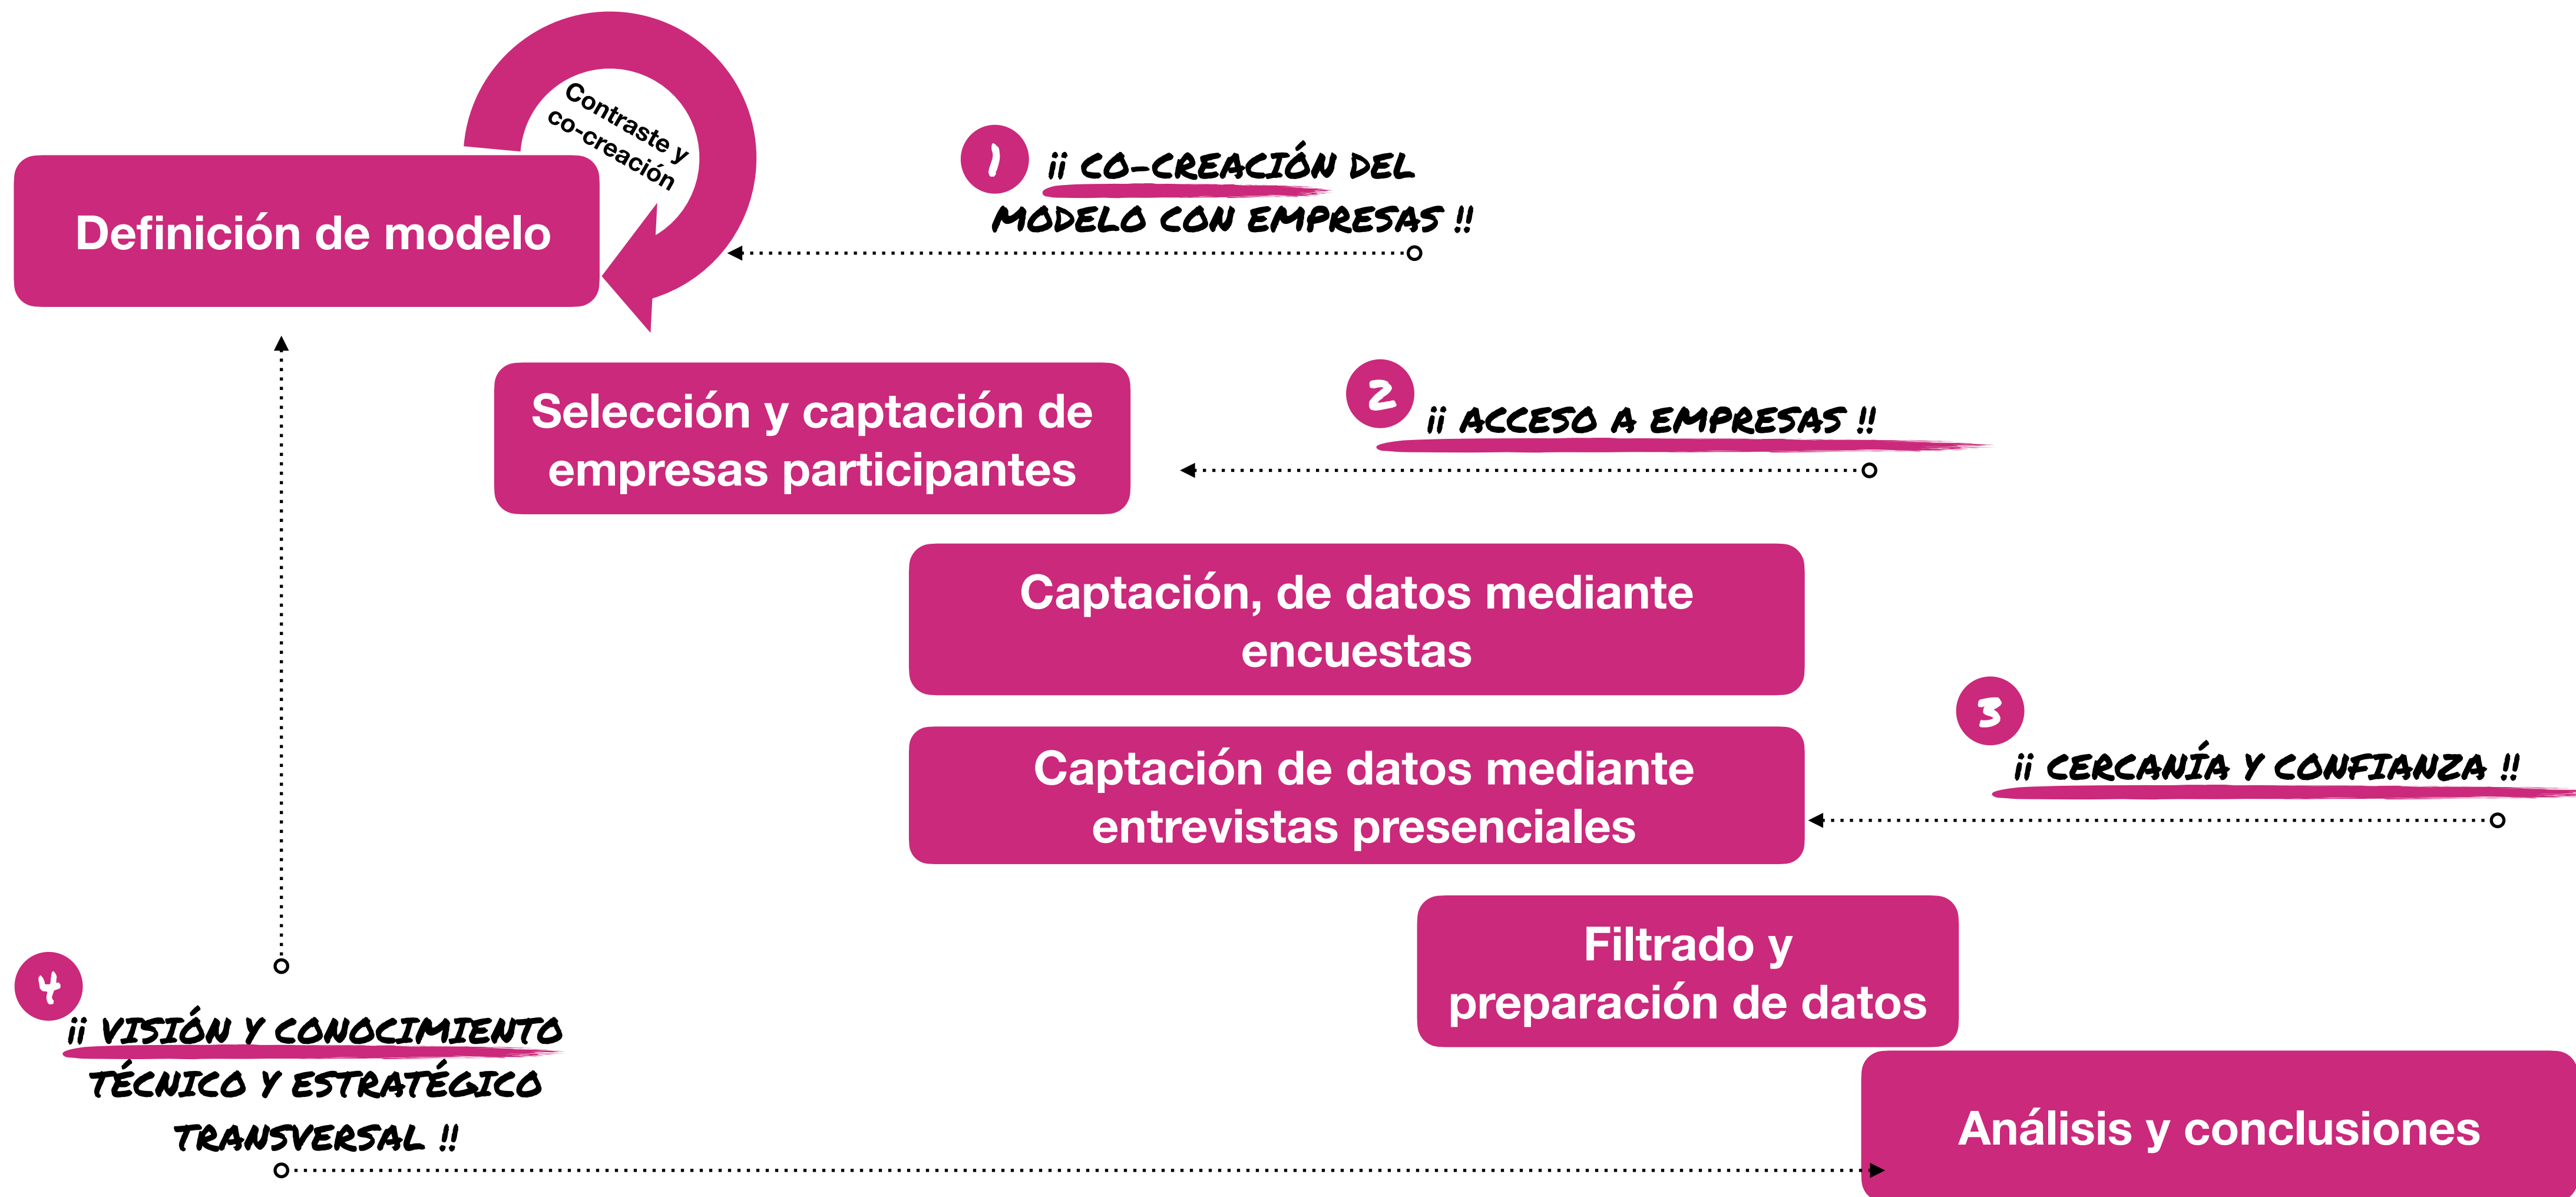 Contraste y
co-creación
Definición de modelo
1
¡¡ CO-CREACIÓN DEL
MODELO CON EMPRESAS !!
Selección y captación de
empresas participantes
2
¡¡ ACCESO A EMPRESAS !!
Captación, de datos mediante
encuestas
Captación de datos mediante
entrevistas presenciales
3
¡¡ CERCANÍA Y CONFIANZA !!
Filtrado y
preparación de datos
4
¡¡ VISIÓN Y CONOCIMIENTO
TÉCNICO Y ESTRATÉGICO
TRANSVERSAL !!
Análisis y conclusiones